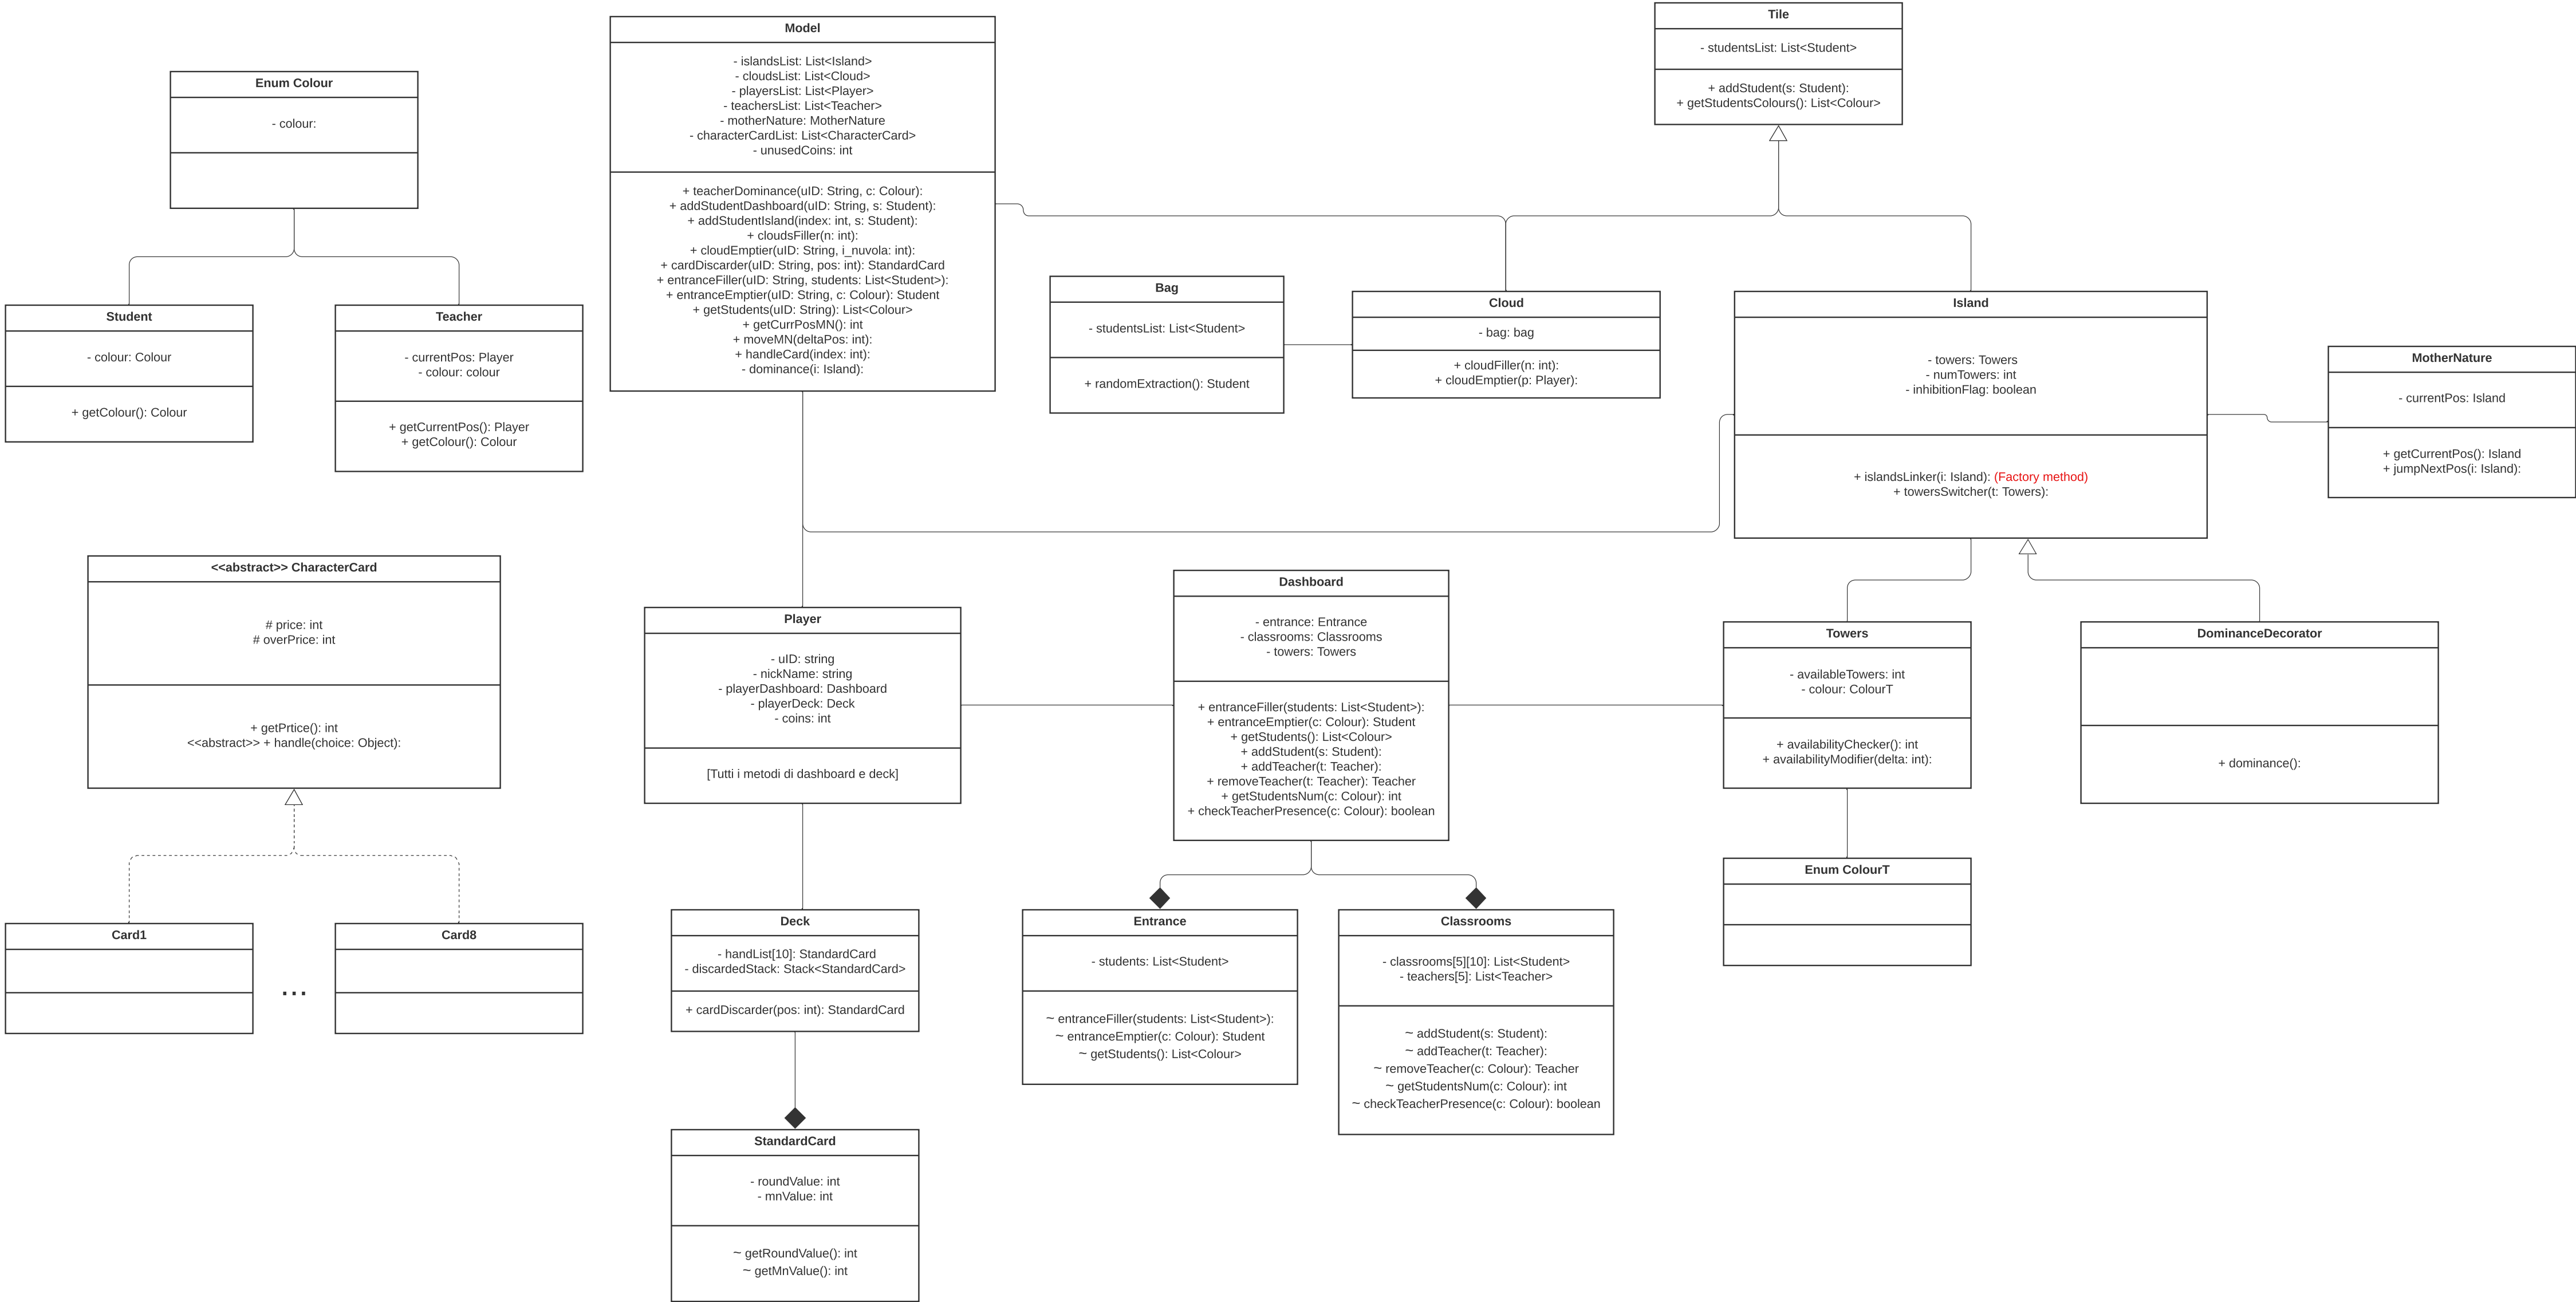 Model
- islandsList: List<Island>
- cloudsList: List<Cloud>
- playersList: List<Player>
- teachersList: List<Teacher>
- motherNature: MotherNature
- characterCardList: List<CharacterCard>
- unusedCoins: int
+ teacherDominance(uID: String, c: Colour):
+ addStudentDashboard(uID: String, s: Student):
+ addStudentIsland(index: int, s: Student):
+ cloudsFiller(n: int):
+ cloudEmptier(uID: String, i_nuvola: int):
+ cardDiscarder(uID: String, pos: int): StandardCard
+ entranceFiller(uID: String, students: List<Student>):
+ entranceEmptier(uID: String, c: Colour): Student
+ getStudents(uID: String): List<Colour>
+ getCurrPosMN(): int
+ moveMN(deltaPos: int):
+ handleCard(index: int):
- dominance(i: Island):
Tile
- studentsList: List<Student>
+ addStudent(s: Student):
+ getStudentsColours(): List<Colour>
Enum Colour
- colour:
Student
- colour: Colour
+ getColour(): Colour
Teacher
- currentPos: Player
- colour: colour
+ getCurrentPos(): Player
+ getColour(): Colour
Bag
- studentsList: List<Student>
+ randomExtraction(): Student
Cloud
- bag: bag
+ cloudFiller(n: int):
+ cloudEmptier(p: Player):
Island
- towers: Towers
- numTowers: int
- inhibitionFlag: boolean
+ islandsLinker(i: Island): (Factory method)
+ towersSwitcher(t: Towers):
MotherNature
- currentPos: Island
+ getCurrentPos(): Island
+ jumpNextPos(i: Island):
<<abstract>> CharacterCard
# price: int
# overPrice: int
+ getPrtice(): int
<<abstract>> + handle(choice: Object):
Player
- uID: string
- nickName: string
- playerDashboard: Dashboard
- playerDeck: Deck
- coins: int
[Tutti i metodi di dashboard e deck]
Dashboard
- entrance: Entrance
- classrooms: Classrooms
- towers: Towers
+ entranceFiller(students: List<Student>):
+ entranceEmptier(c: Colour): Student
+ getStudents(): List<Colour>
+ addStudent(s: Student):
+ addTeacher(t: Teacher):
+ removeTeacher(t: Teacher): Teacher
+ getStudentsNum(c: Colour): int
+ checkTeacherPresence(c: Colour): boolean
Towers
- availableTowers: int
- colour: ColourT
+ availabilityChecker(): int
+ availabilityModifier(delta: int):
DominanceDecorator
+ dominance():
Card1
...
Card8
Deck
- handList[10]: StandardCard
- discardedStack: Stack<StandardCard>
+ cardDiscarder(pos: int): StandardCard
Entrance
- students: List<Student>
~ entranceFiller(students: List<Student>):
~ entranceEmptier(c: Colour): Student
~ getStudents(): List<Colour>
Classrooms
- classrooms[5][10]: List<Student>
- teachers[5]: List<Teacher>
~ addStudent(s: Student):
~ addTeacher(t: Teacher):
~ removeTeacher(c: Colour): Teacher
~ getStudentsNum(c: Colour): int
~ checkTeacherPresence(c: Colour): boolean
Enum ColourT
StandardCard
- roundValue: int
- mnValue: int
~ getRoundValue(): int
~ getMnValue(): int